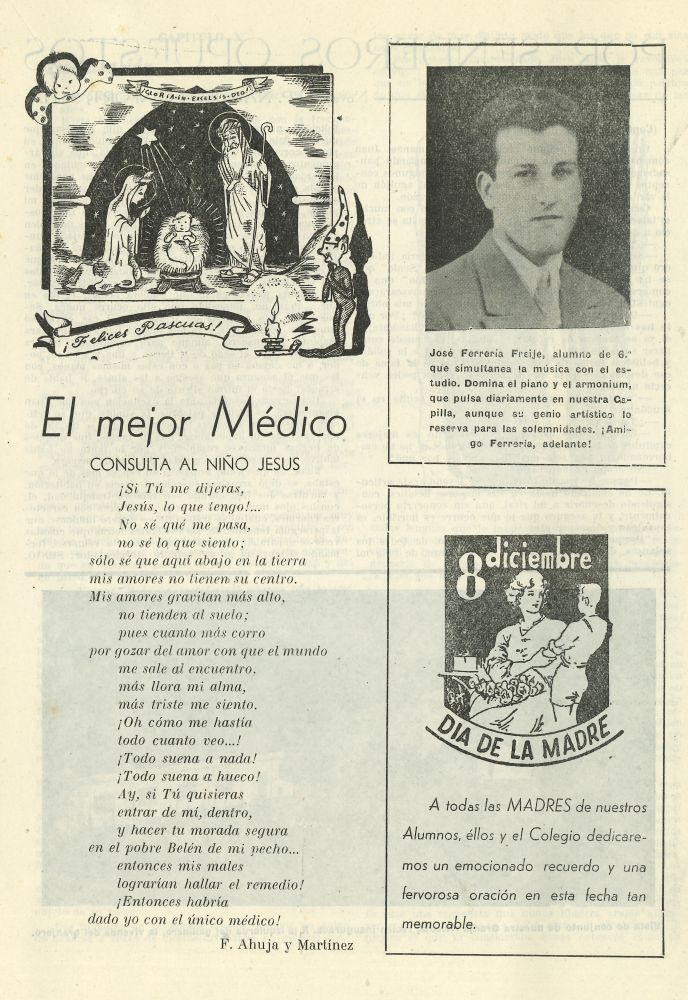 ¡GLORIA·IN·EXCELSIS·DEO!
¡Felices Pascuas!
El mejor Médico
CONSULTA AL NIÑO JESUS
¡Si Tú me dijeras,
Jesús, lo que tengo!...
No sé qué me pasa,
no sé lo que siento;
sólo sé que aquí abajo en la tierra
mis amores no tienen su centro.
Mis amores gravitan más alto,
no tienden al suelo;
pues cuanto más corro
por gozar del amor con que el mundo
me sale al encuentro,
más llora mi alma,
más triste me siento.
¡Oh cómo me hastía
todo cuanto veo...!
¡Todo suena a nada!
¡Todo suena a hueco!
Ay, si Tú quisieras
entrar de mí, dentro,
y hacer tu morada segura
en el pobre Belén de mi pecho...
entonces mis males
lograrían hallar el remedio!
¡Entonces habría
dado yo con el único médico!
F. Ahuja y Martínez
José Ferrería Freije, alumno de 6.º
que simultanea la música con el es-
tudio. Domina el piano y el armonium,
que pulsa diariamente en nuestra Ca-
pilla, aunque su genio artístico lo
reserva para las solemnidades. ¡Ami-
go Ferrería, adelante!
8 diciembre
DIA DE LA MADRE
A todas las MADRES de nuestros
Alumnos, éllos y el Colegio dedicare-
mos un emocionado recuerdo y una
fervorosa oración en esta fecha tan
memorable.